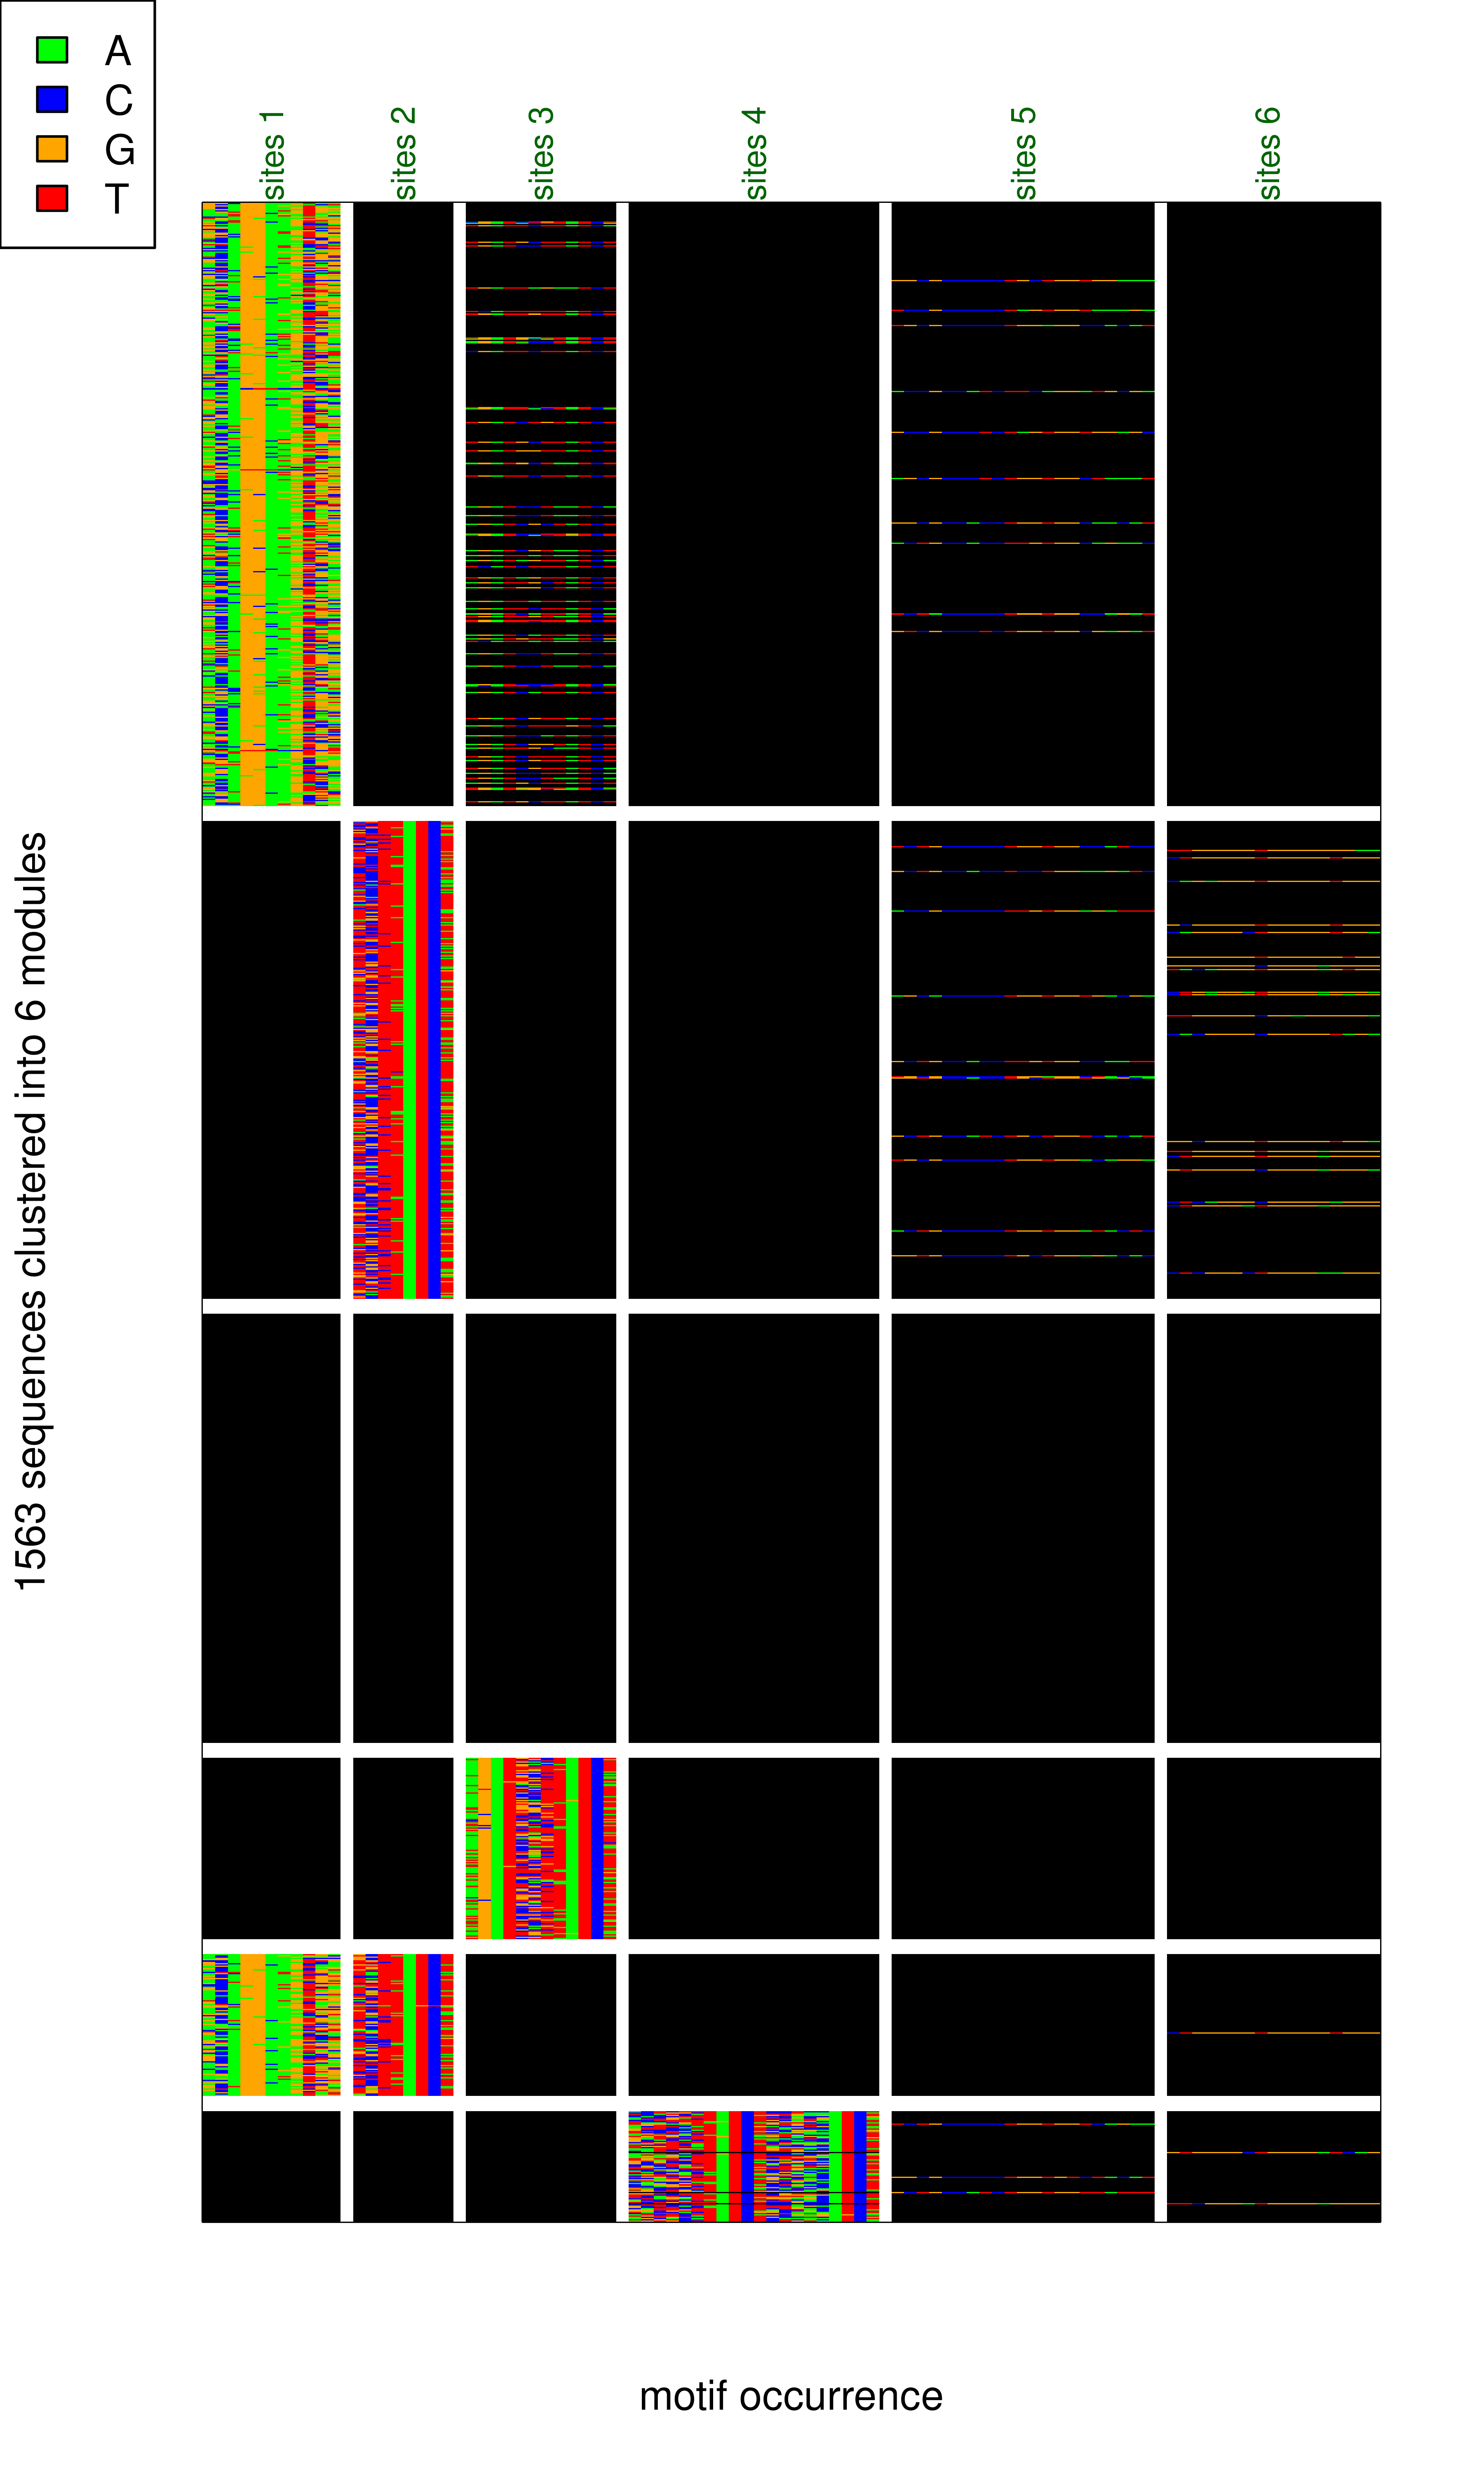 A
C
G
T
sites 1
sites 2
sites 3
sites 4
sites 5
sites 6
1563 sequences clustered into 6 modules
motif occurrence